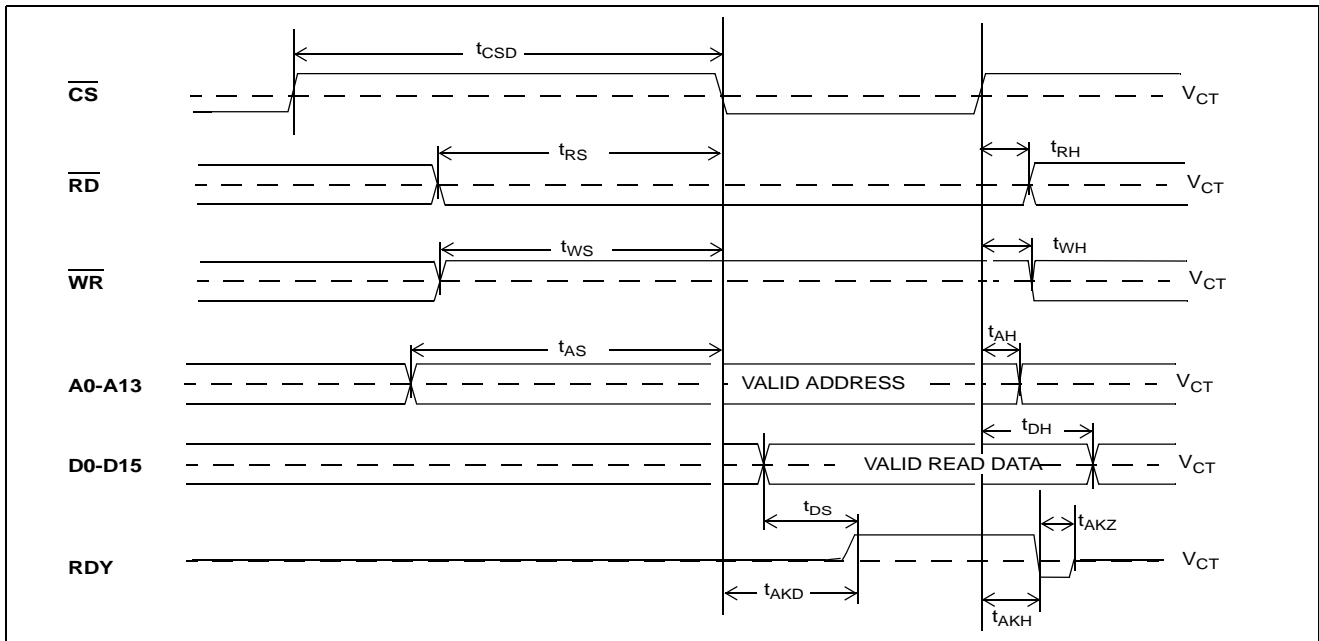 tCSD
CS
VCT
tRS
tRH
RD
VCT
tWS
tWH
WR
VCT
tAS
tAH
A0-A13
VALID ADDRESS
VCT
tDH
D0-D15
VALID READ DATA
VCT
tDS
tAKZ
RDY
VCT
tAKD
tAKH